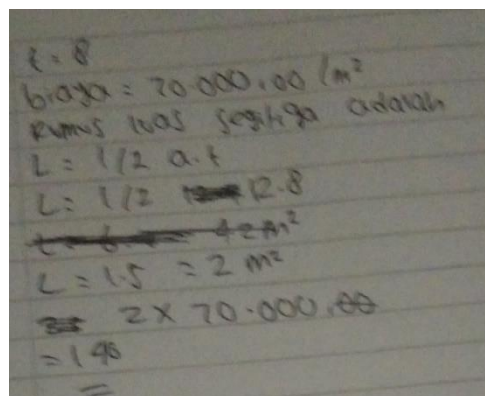 t = 8
biaya = 70.000,00 /m²
Rumus luas segitiga adalah
L = 1/2 a.t
L = 1/2 12.8
L = 1.5 = 2 m²
2 x 70.000,00
= 140
=